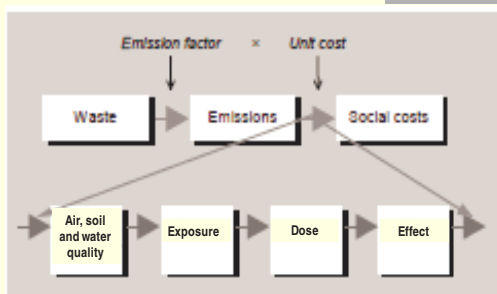 Emission factor × Unit cost
Waste Emissions Social costs
Air, soil
and water
quality
Exposure Dose Effect